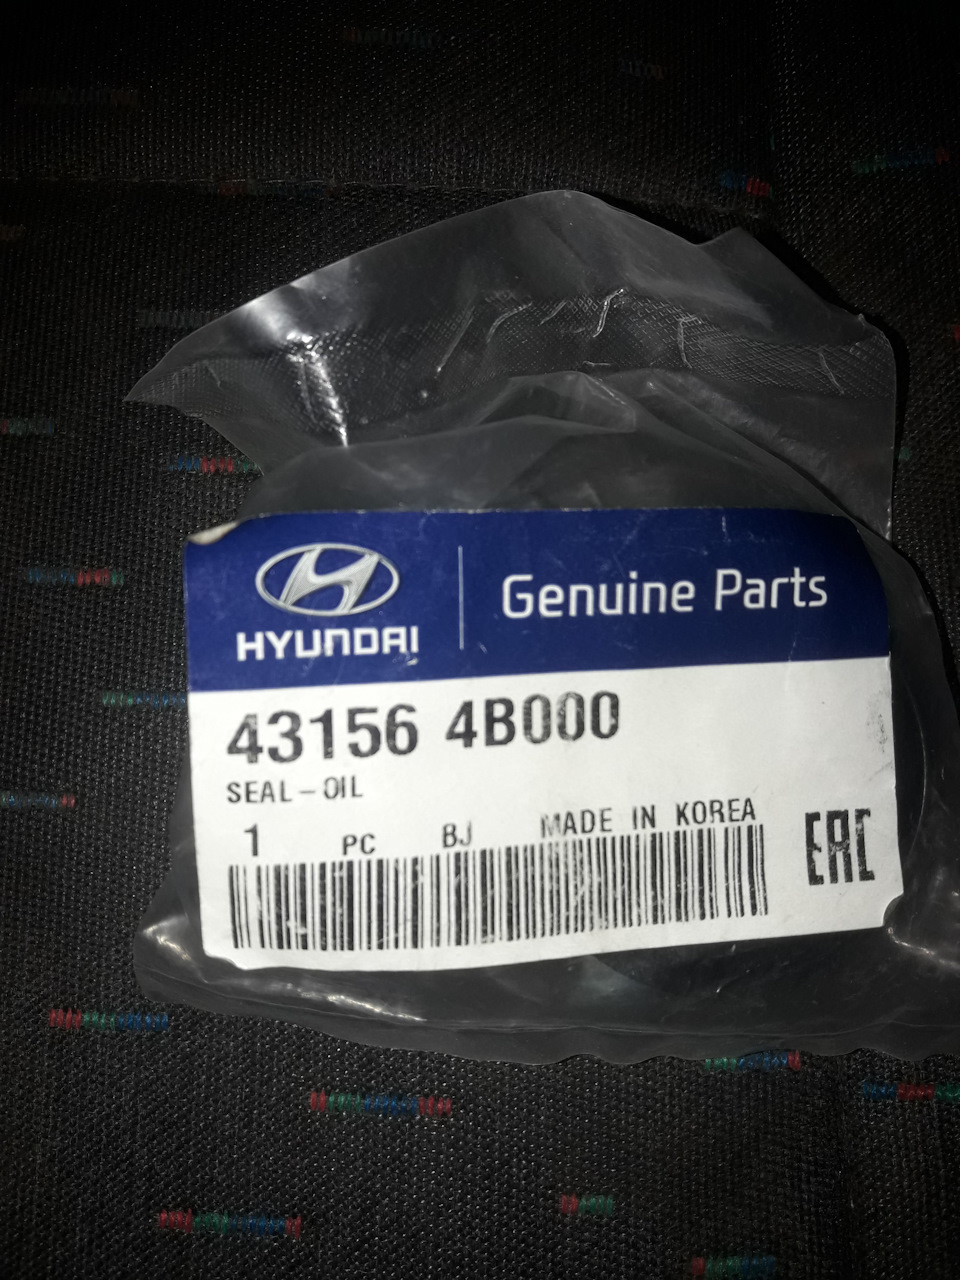 HYUNDAI
Genuine Parts
43156 4B000
SEAL-OIL
1 PC BJ MADE IN KOREA
EAC